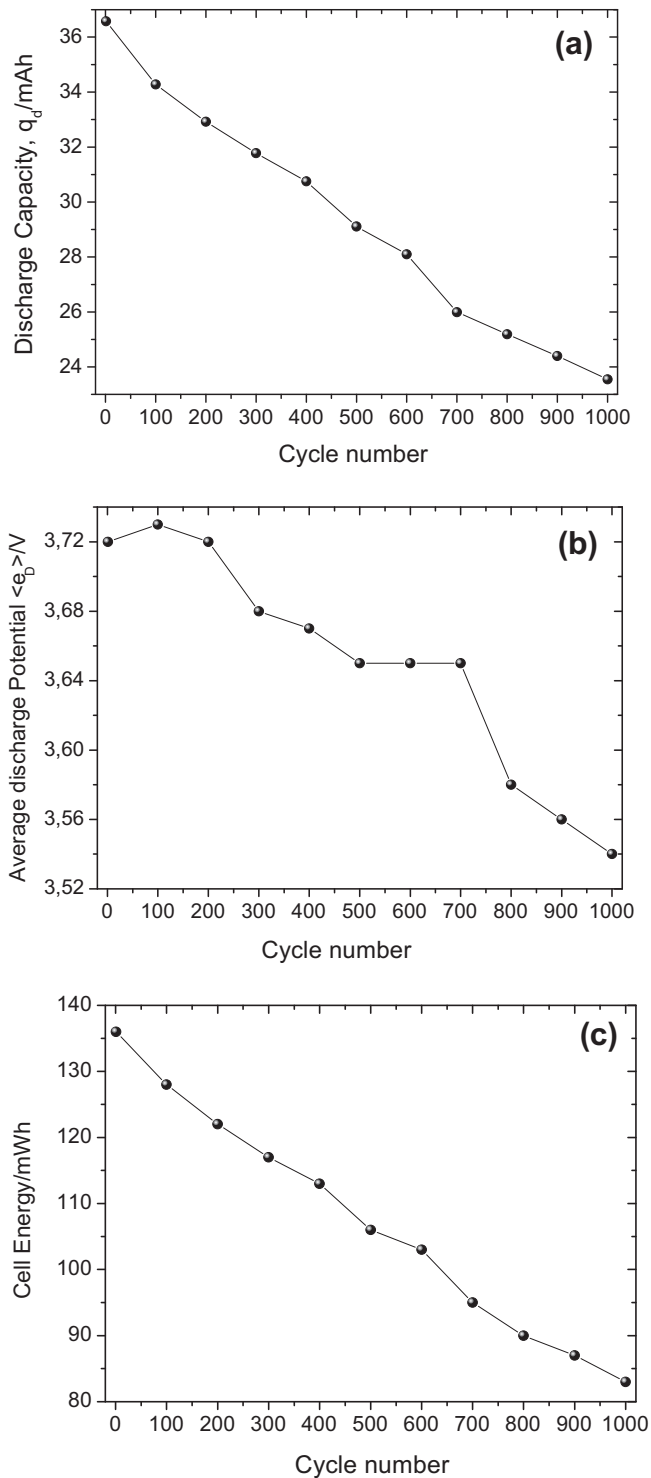 (a)
Discharge Capacity, q_d/mAh
36
34
32
30
28
26
24
0 100 200 300 400 500 600 700 800 900 1000
Cycle number
(b)
Average discharge Potential <e_D>/V
3,72
3,68
3,64
3,60
3,56
3,52
0 100 200 300 400 500 600 700 800 900 1000
Cycle number
(c)
Cell Energy/mWh
140
130
120
110
100
90
80
0 100 200 300 400 500 600 700 800 900 1000
Cycle number